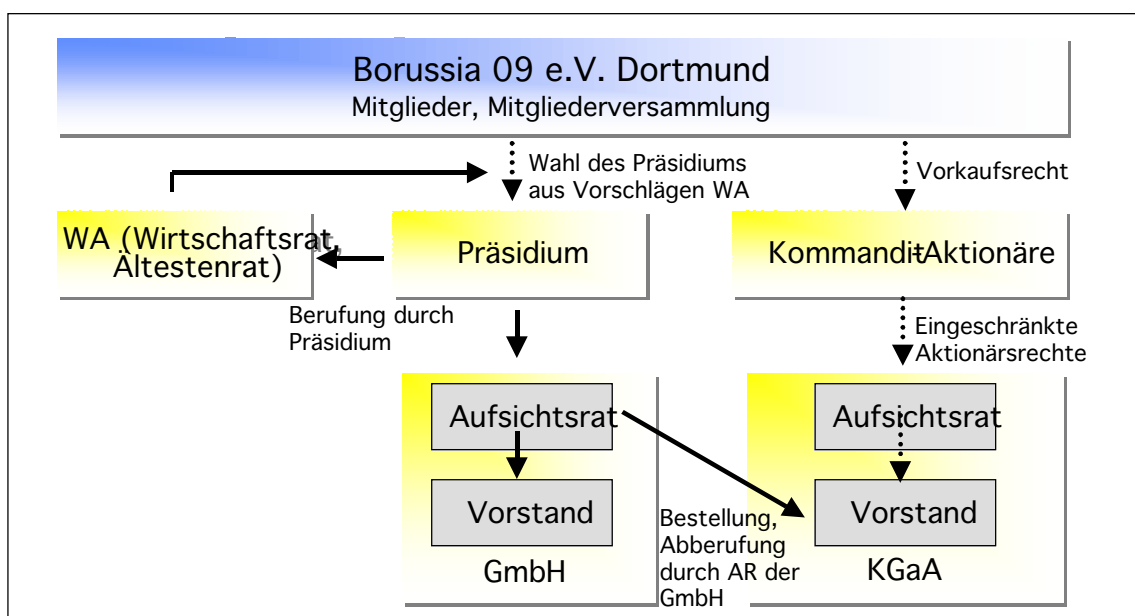 Borussia 09 e.V. Dortmund
Mitglieder, Mitgliederversammlung
Wahl des Präsidiums
aus Vorschlägen WA
Vorkaufsrecht
WA (Wirtschaftsrat,
Ältestenrat)
Präsidium
Kommandit-Aktionäre
Berufung durch
Präsidium
Eingeschränkte
Aktionärsrechte
Aufsichtsrat
Vorstand
GmbH
Bestellung,
Abberufung
durch AR der
GmbH
Aufsichtsrat
Vorstand
KGaA